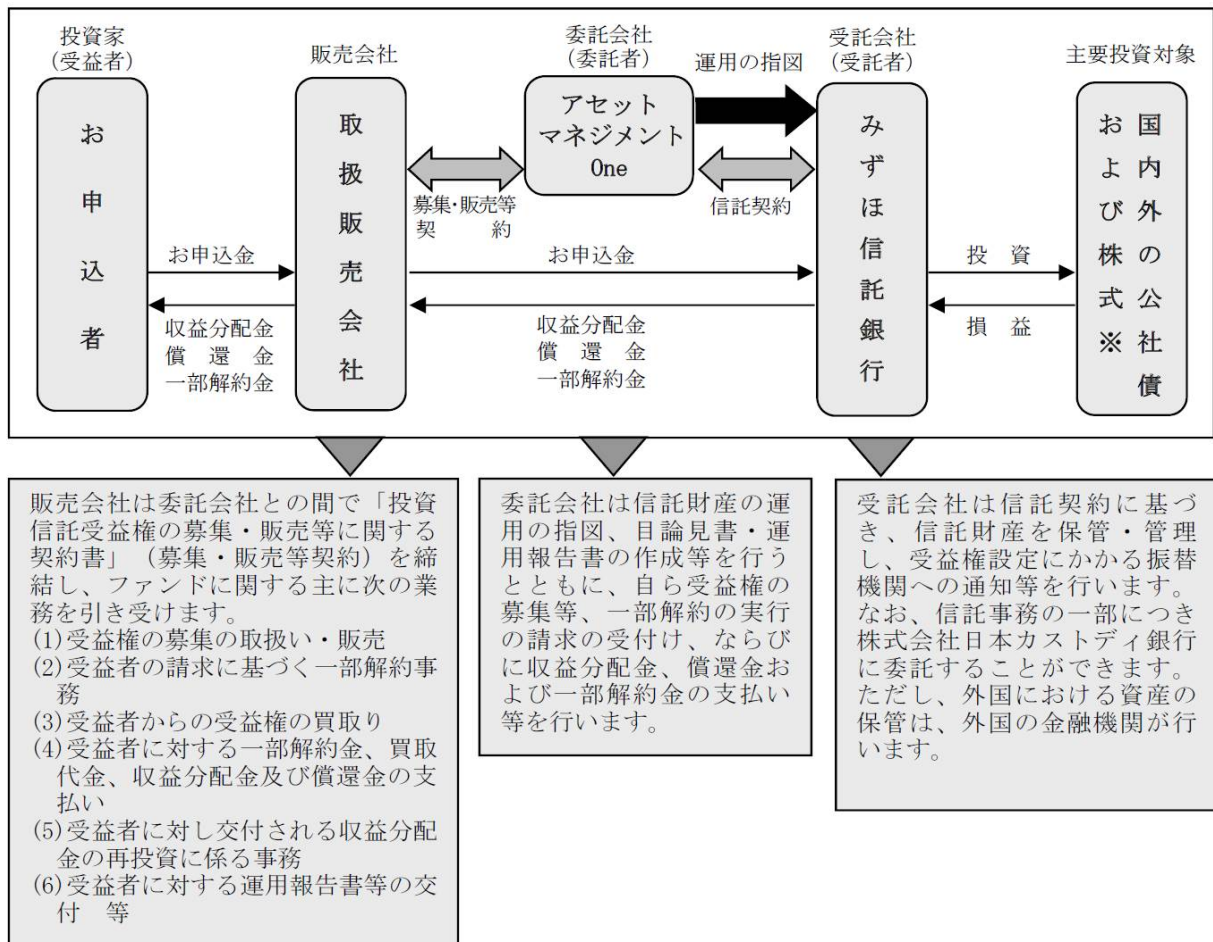 投資家
(受益者)
お申込者
販売会社
取扱販売会社
委託会社
(委託者)
アセット
マネジメント
One
運用の指図
受託会社
(受託者)
みずほ信託銀行
主要投資対象
国内外の公社債
および株式※
募集・販売等
契　　　約
信託契約
お申込金
お申込金
投　資
収益分配金
償　還　金
一部解約金
収益分配金
償　還　金
一部解約金
損　益
販売会社は委託会社との間で「投資
信託受益権の募集・販売等に関する
契約書」（募集・販売等契約）を締
結し、ファンドに関する主に次の業
務を引き受けます。
(1)受益権の募集の取扱い・販売
(2)受益者の請求に基づく一部解約事
務
(3)受益者からの受益権の買取り
(4)受益者に対する一部解約金、買取
代金、収益分配金及び償還金の支
払い
(5)受益者に対し交付される収益分配
金の再投資に係る事務
(6)受益者に対する運用報告書等の交
付　等
委託会社は信託財産の運
用の指図、目論見書・運
用報告書の作成等を行う
とともに、自ら受益権の
募集等、一部解約の実行
の請求の受付け、ならび
に収益分配金、償還金お
よび一部解約金の支払い
等を行います。
受託会社は信託契約に基づ
き、信託財産を保管・管理
し、受益権設定にかかる振替
機関への通知等を行います。
なお、信託事務の一部につき
株式会社日本カストディ銀行
に委託することができます。
ただし、外国における資産の
保管は、外国の金融機関が行
います。